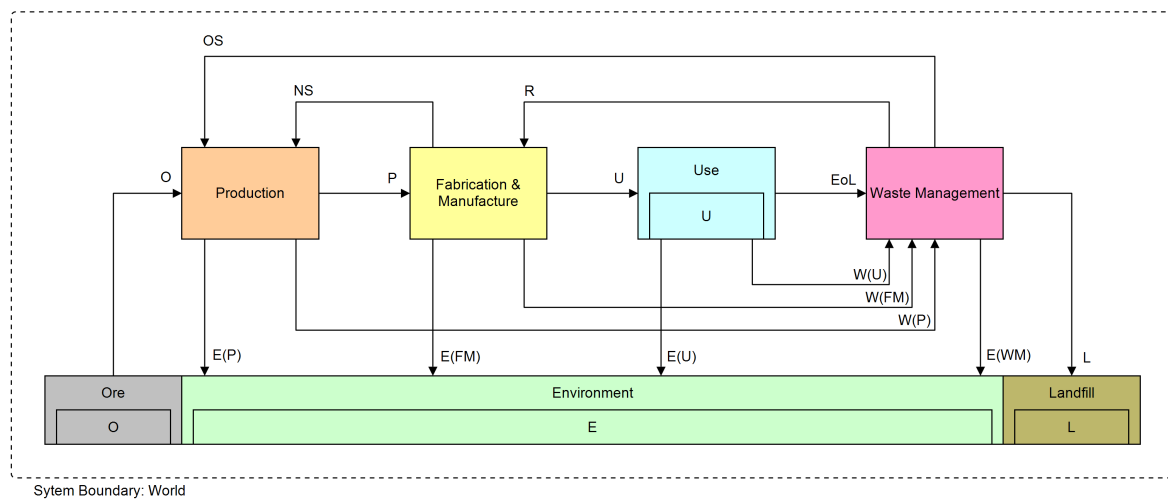 OS
NS
R
O
Production
P
Fabrication &
Manufacture
U
Use
U
EoL
Waste Management
W(U)
W(FM)
W(P)
E(P)
E(FM)
E(U)
E(WM)
L
Ore
O
Environment
E
Landfill
L
Sytem Boundary: World